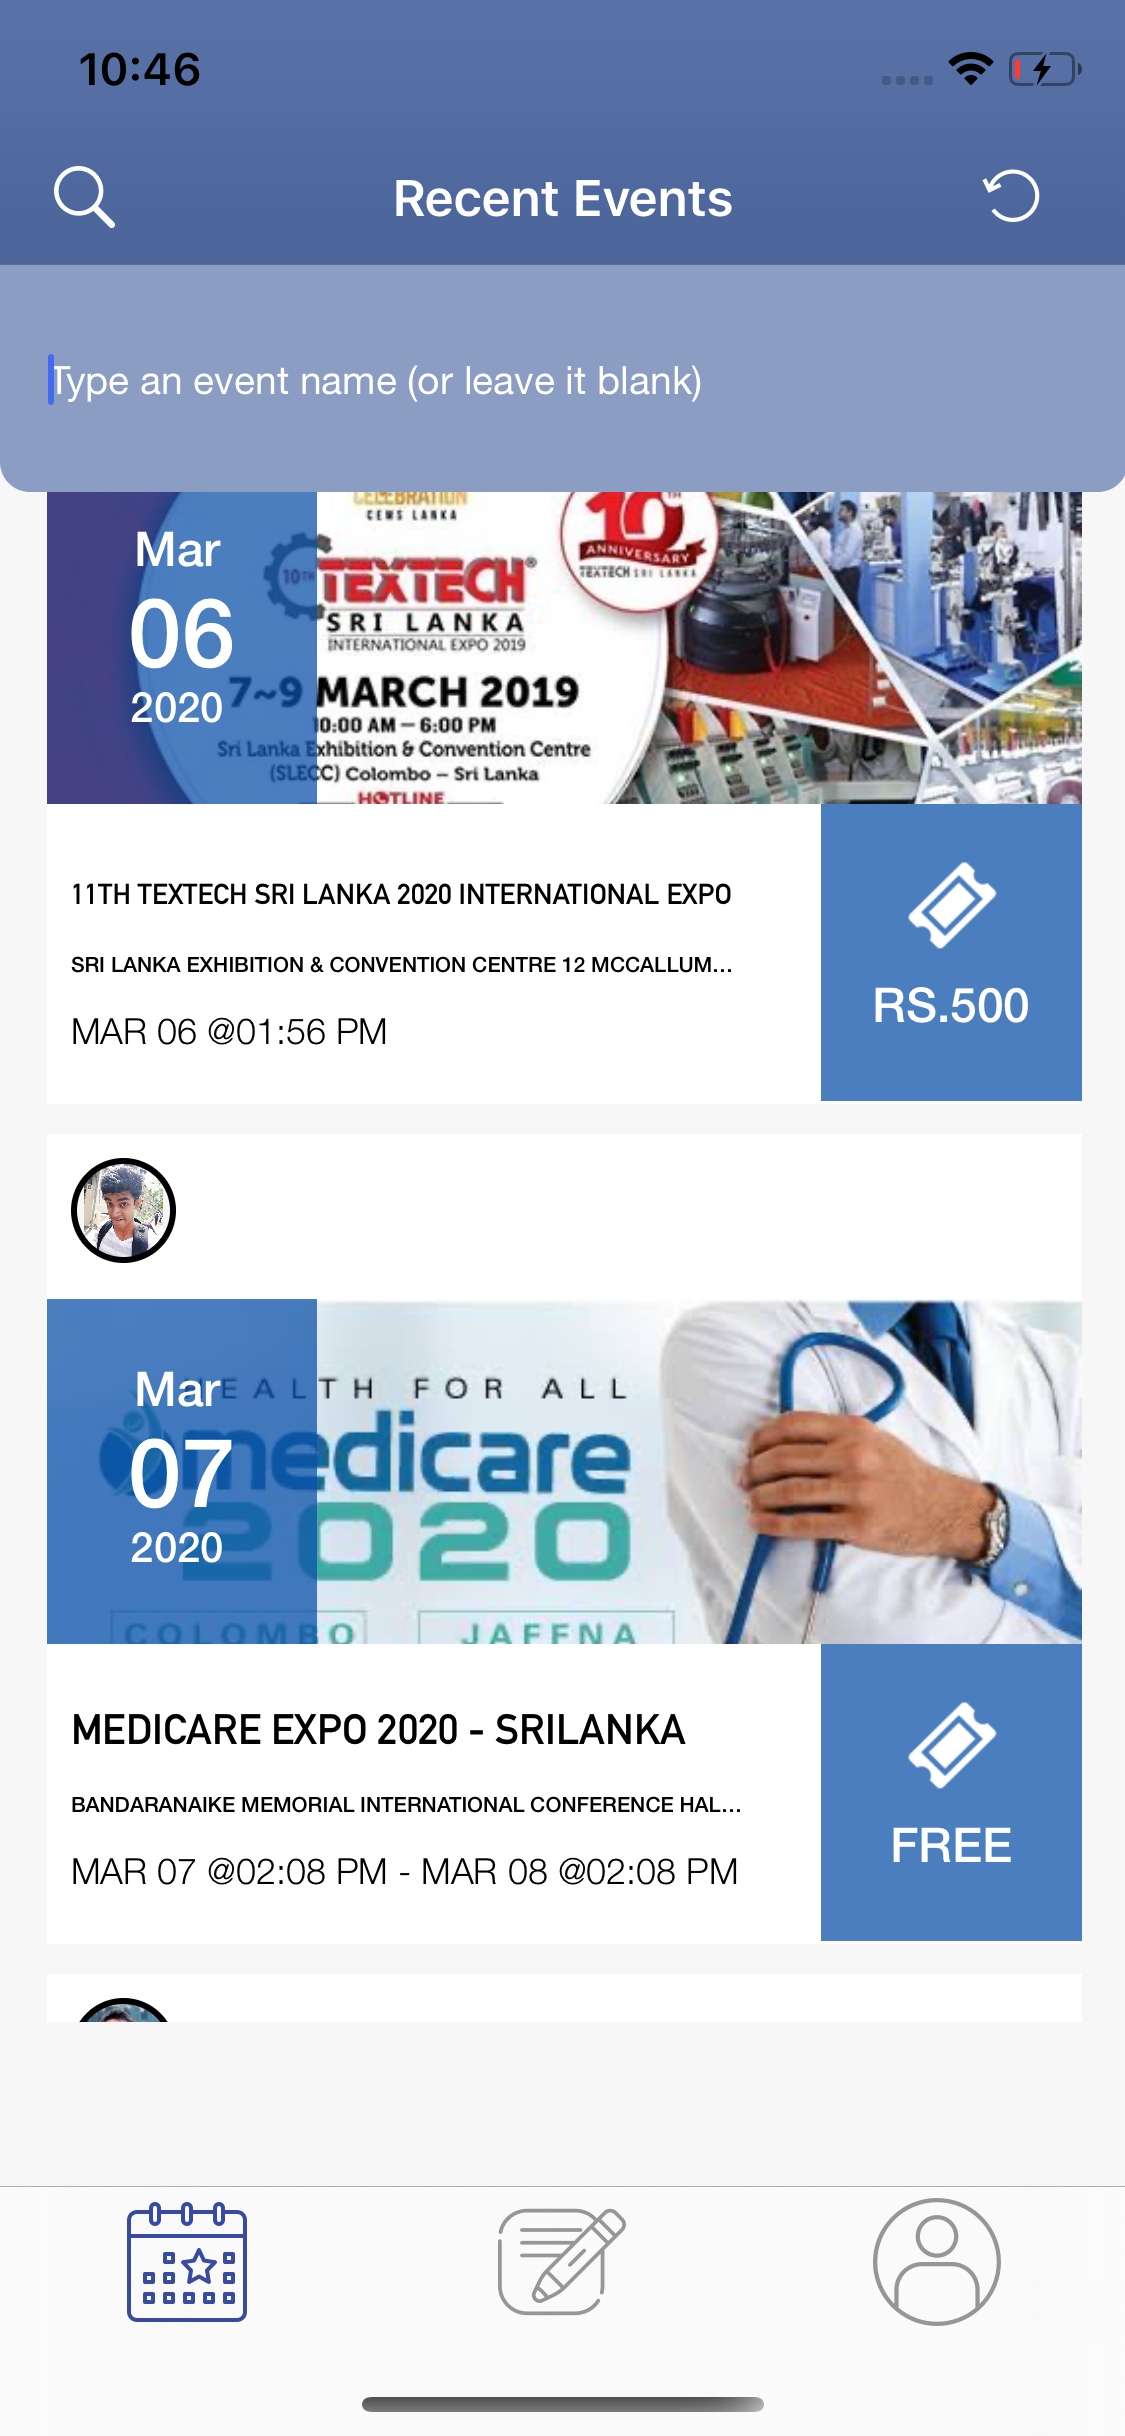 10:46
Recent Events
Type an event name (or leave it blank)
CELEBRATION
CEMS LANKA
Mar
06
2020
10TH
TEXTECH®
SRI LANKA
INTERNATIONAL EXPO 2019
7~9 MARCH 2019
10:00 AM – 6:00 PM
Sri Lanka Exhibition & Convention Centre
(SLECC) Colombo – Sri Lanka
HOTLINE
10TH
ANNIVERSARY
TEXTECH SRI LANKA
11TH TEXTECH SRI LANKA 2020 INTERNATIONAL EXPO
SRI LANKA EXHIBITION & CONVENTION CENTRE 12 MCCALLUM...
MAR 06 @01:56 PM
RS.500
Mar
07
2020
HEALTH FOR ALL
medicare
2020
COLOMBO
JAFFNA
MEDICARE EXPO 2020 - SRILANKA
BANDARANAIKE MEMORIAL INTERNATIONAL CONFERENCE HAL...
MAR 07 @02:08 PM - MAR 08 @02:08 PM
FREE